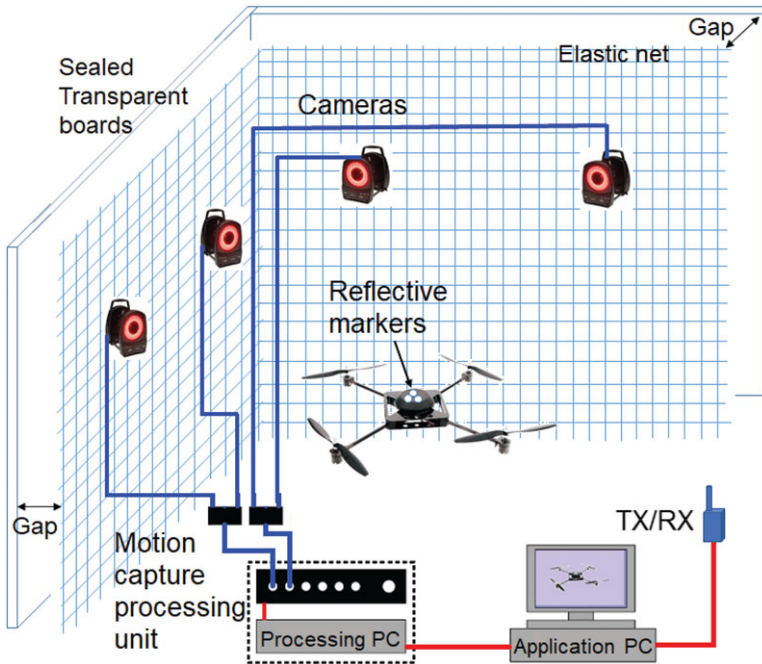 Gap
Elastic net
Sealed
Transparent
boards
Cameras
Reflective
markers
Gap
TX/RX
Motion
capture
processing
unit
Processing PC
Application PC